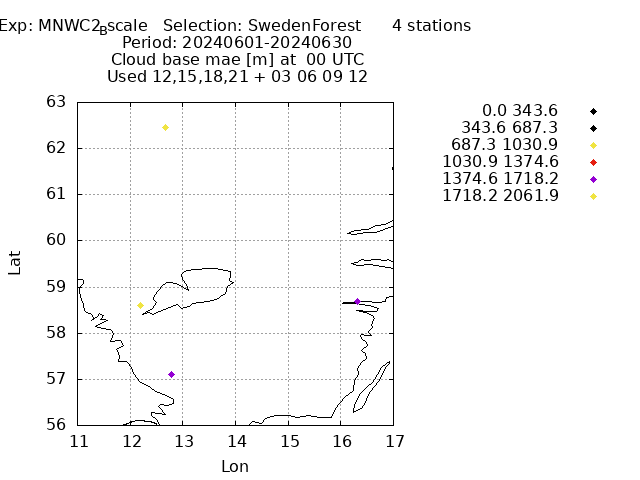 Exp: MNWC2Bscale Selection: SwedenForest 4 stations
Period: 20240601-20240630
Cloud base mae [m] at 00 UTC
Used 12,15,18,21 + 03 06 09 12
0.0 343.6
343.6 687.3
687.3 1030.9
1030.9 1374.6
1374.6 1718.2
1718.2 2061.9
63
62
61
60
59
58
57
56
Lat
11 12 13 14 15 16 17
Lon